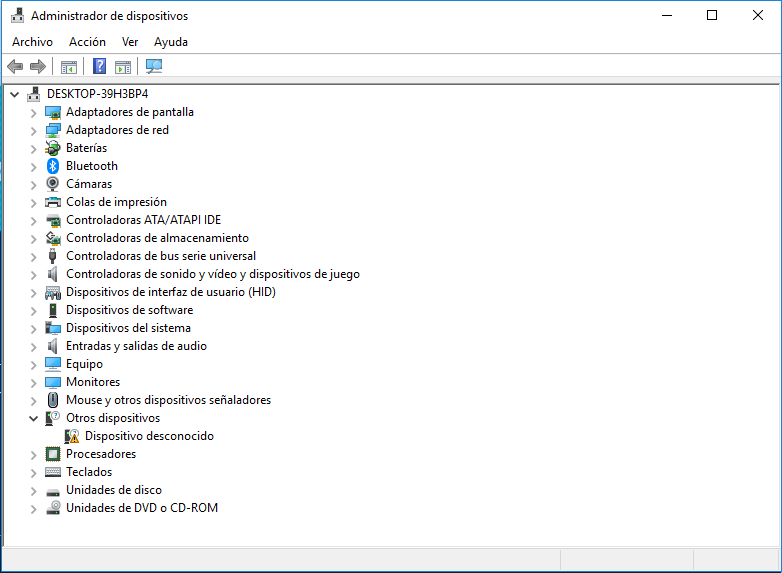 Administrador de dispositivos
Archivo Acción Ver Ayuda
DESKTOP-39H3BP4
Adaptadores de pantalla
Adaptadores de red
Baterías
Bluetooth
Cámaras
Colas de impresión
Controladoras ATA/ATAPI IDE
Controladoras de almacenamiento
Controladoras de bus serie universal
Controladoras de sonido y vídeo y dispositivos de juego
Dispositivos de interfaz de usuario (HID)
Dispositivos de software
Dispositivos del sistema
Entradas y salidas de audio
Equipo
Monitores
Mouse y otros dispositivos señaladores
Otros dispositivos
Dispositivo desconocido
Procesadores
Teclados
Unidades de disco
Unidades de DVD o CD-ROM